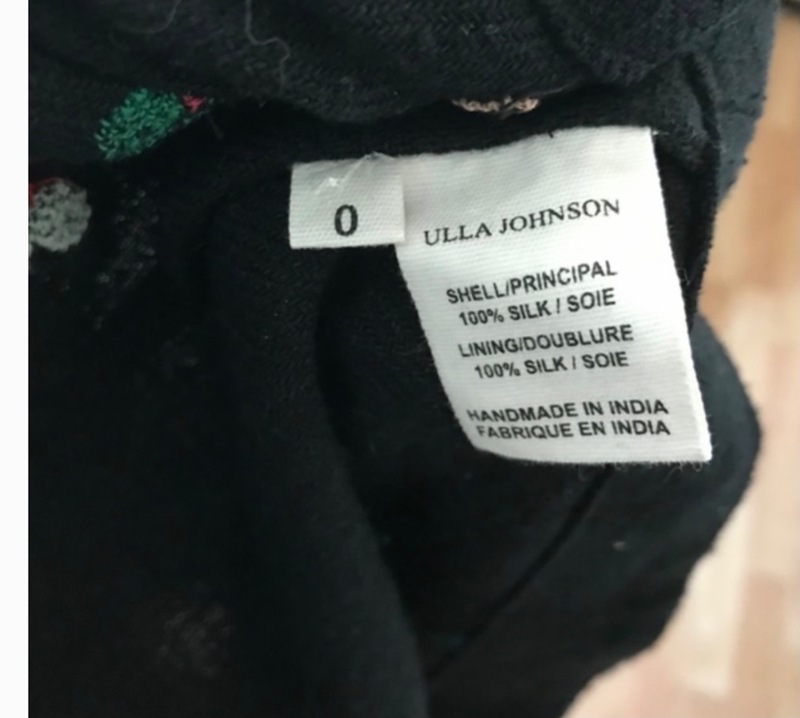 0
ULLA JOHNSON
SHELL/PRINCIPAL
100% SILK / SOIE
LINING/DOUBLURE
100% SILK / SOIE
HANDMADE IN INDIA
FABRIQUE EN INDIA